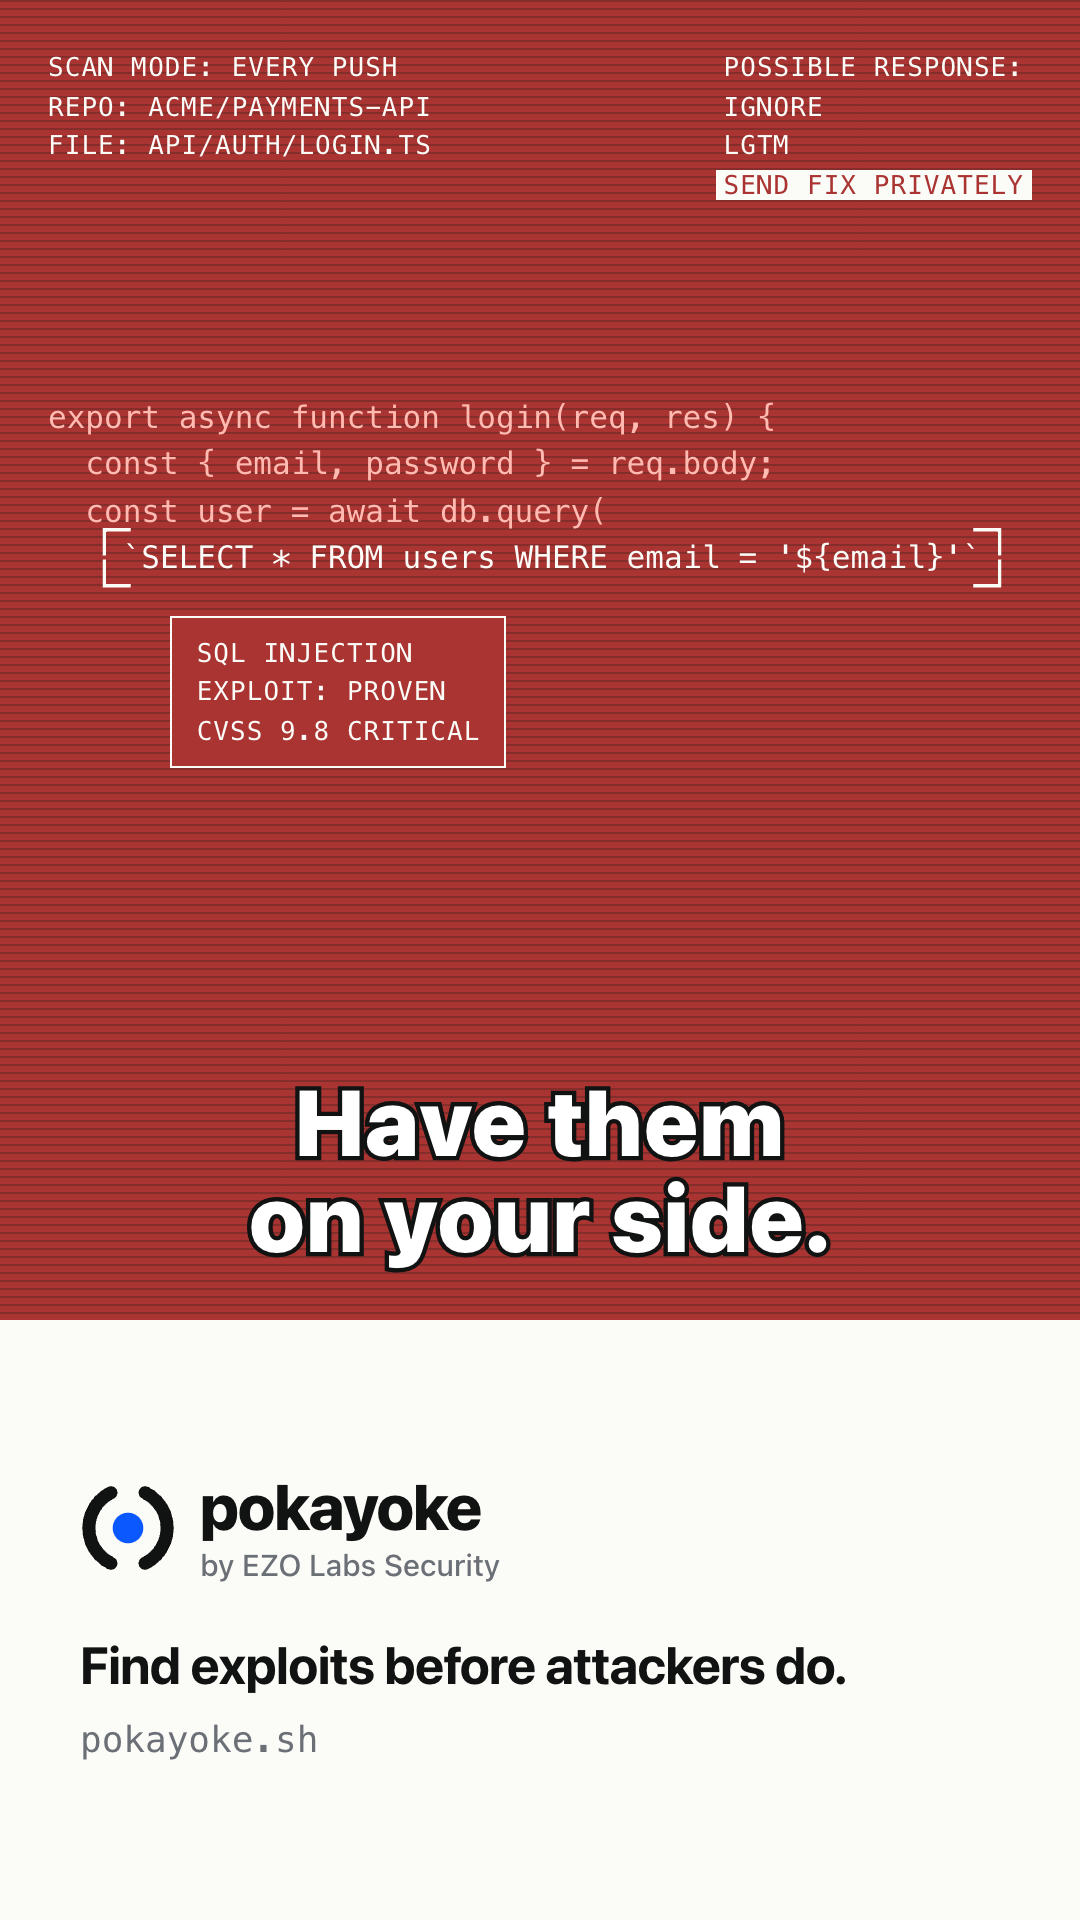 SCAN MODE: EVERY PUSH
REPO: ACME/PAYMENTS-API
FILE: API/AUTH/LOGIN.TS
POSSIBLE RESPONSE:
IGNORE
LGTM
SEND FIX PRIVATELY
export async function login(req, res) {
  const { email, password } = req.body;
  const user = await db.query(
    `SELECT * FROM users WHERE email = '${email}'`
SQL INJECTION
EXPLOIT: PROVEN
CVSS 9.8 CRITICAL
Have them
on your side.
pokayoke
by EZO Labs Security
Find exploits before attackers do.
pokayoke.sh